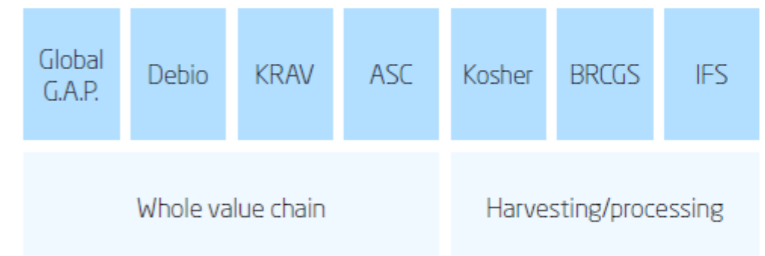 Global
G.A.P.
Debio
KRAV
ASC
Kosher
BRCGS
IFS
Whole value chain
Harvesting/processing